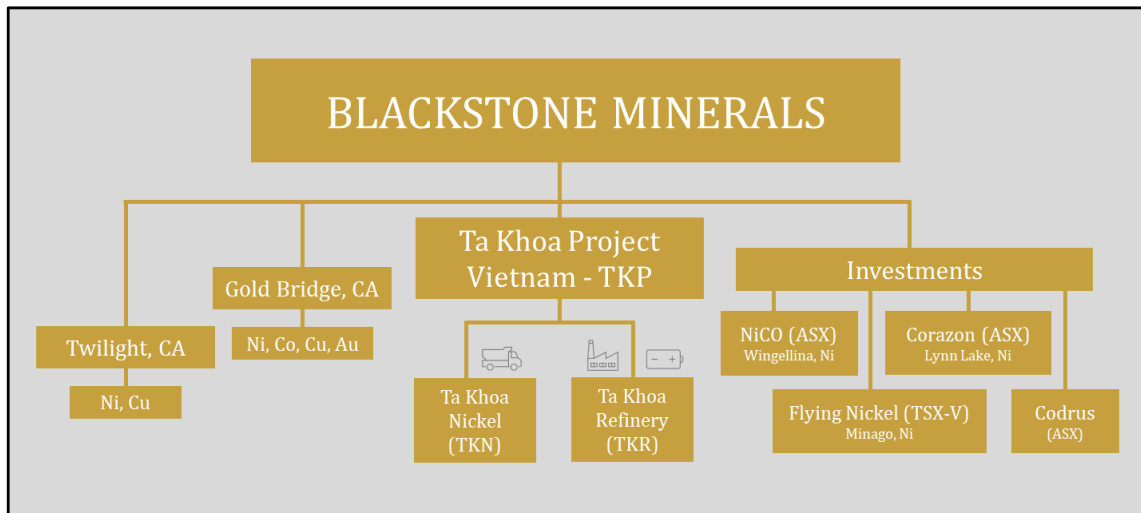 BLACKSTONE MINERALS
Ta Khoa Project
Vietnam - TKP
Gold Bridge, CA
Investments
Twilight, CA
Ni, Co, Cu, Au
NiCO (ASX)
Wingellina, Ni
Corazon (ASX)
Lynn Lake, Ni
Ni, Cu
Ta Khoa
Nickel
(TKN)
Ta Khoa
Refinery
(TKR)
Flying Nickel (TSX-V)
Minago, Ni
Codrus
(ASX)